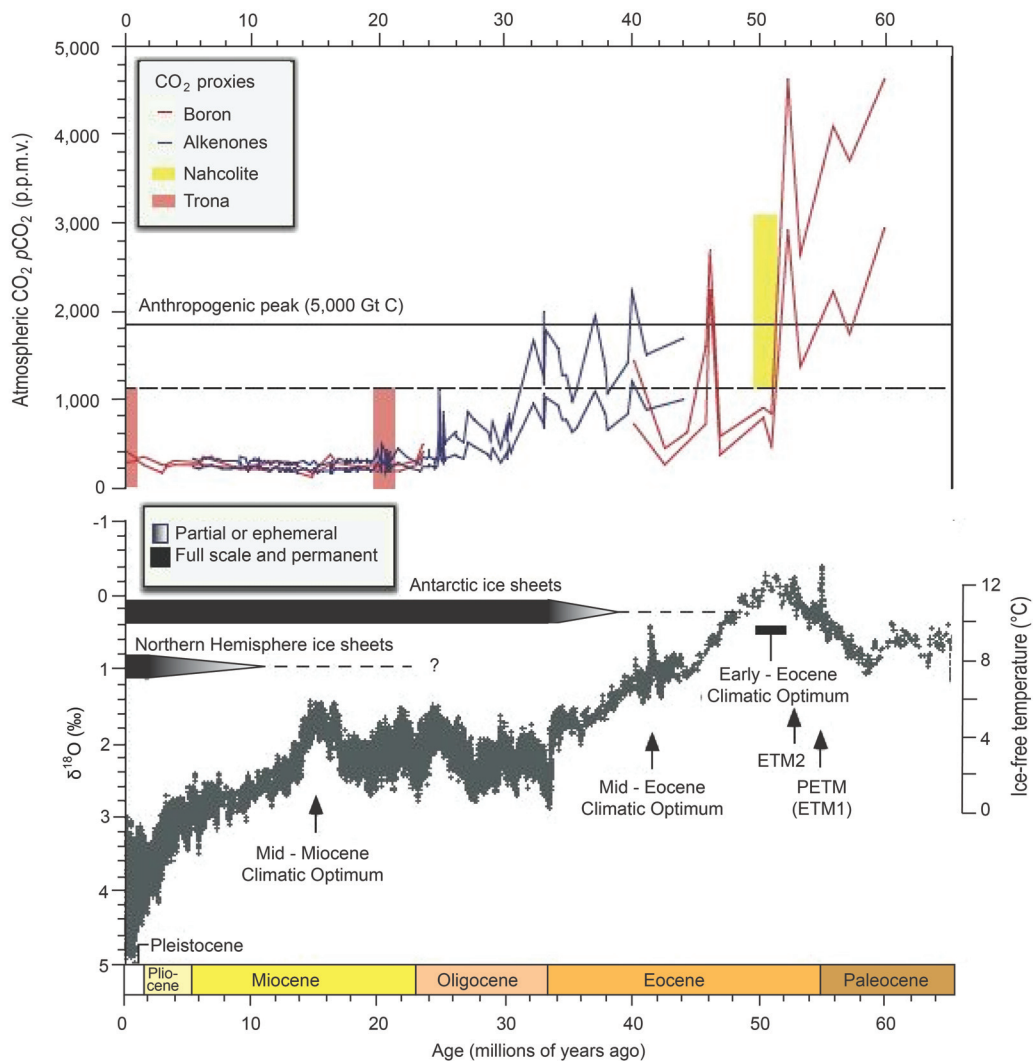 0 10 20 30 40 50 60
5,000
4,000
3,000
2,000
1,000
0
Atmospheric CO₂ pCO₂ (p.p.m.v.)
CO₂ proxies
Boron
Alkenones
Nahcolite
Trona
Anthropogenic peak (5,000 Gt C)
-1
0
1
2
3
4
5
δ¹⁸O (‰)
Partial or ephemeral
Full scale and permanent
Antarctic ice sheets
Northern Hemisphere ice sheets
?
12
8
4
0
Ice-free temperature (°C)
Early - Eocene
Climatic Optimum
ETM2
PETM
(ETM1)
Mid - Eocene
Climatic Optimum
Mid - Miocene
Climatic Optimum
Pleistocene
Plio-
cene
Miocene
Oligocene
Eocene
Paleocene
0 10 20 30 40 50 60
Age (millions of years ago)